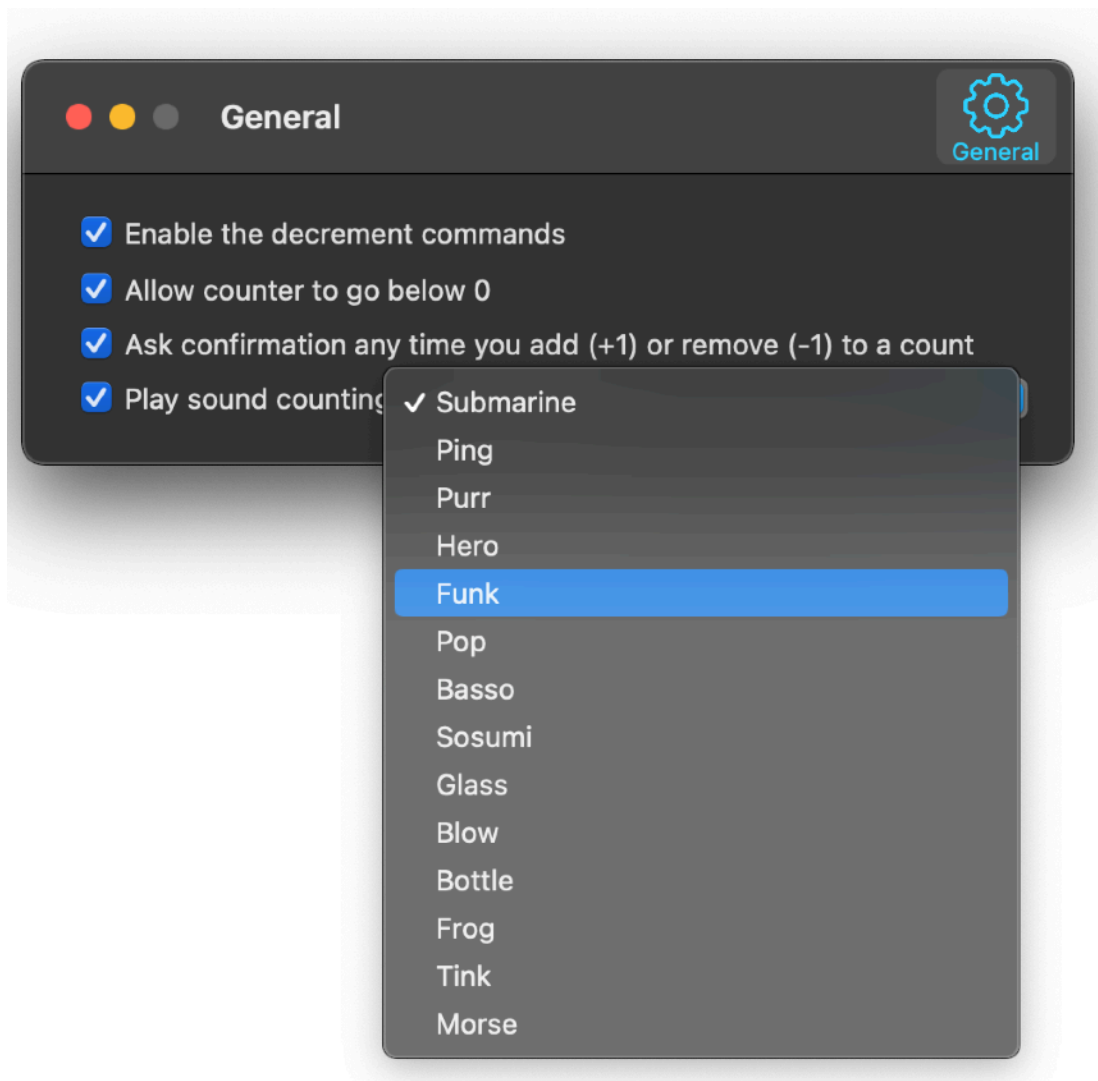 General
General
Enable the decrement commands
Allow counter to go below 0
Ask confirmation any time you add (+1) or remove (-1) to a count
Play sound counting
Submarine
Ping
Purr
Hero
Funk
Pop
Basso
Sosumi
Glass
Blow
Bottle
Frog
Tink
Morse